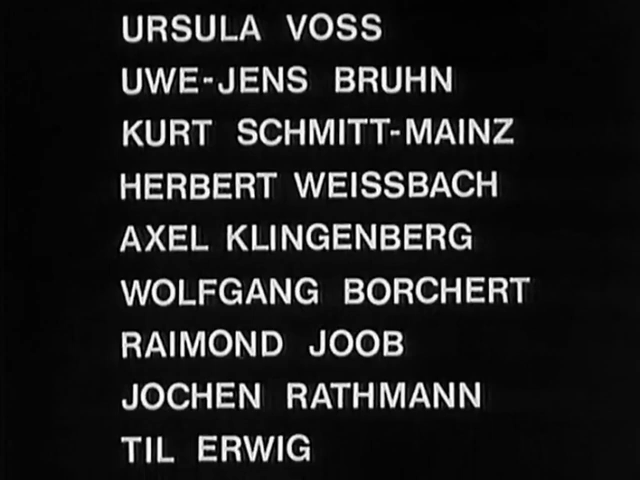 URSULA VOSS
UWE-JENS BRUHN
KURT SCHMITT-MAINZ
HERBERT WEISSBACH
AXEL KLINGENBERG
WOLFGANG BORCHERT
RAIMOND JOOB
JOCHEN RATHMANN
TIL ERWIG